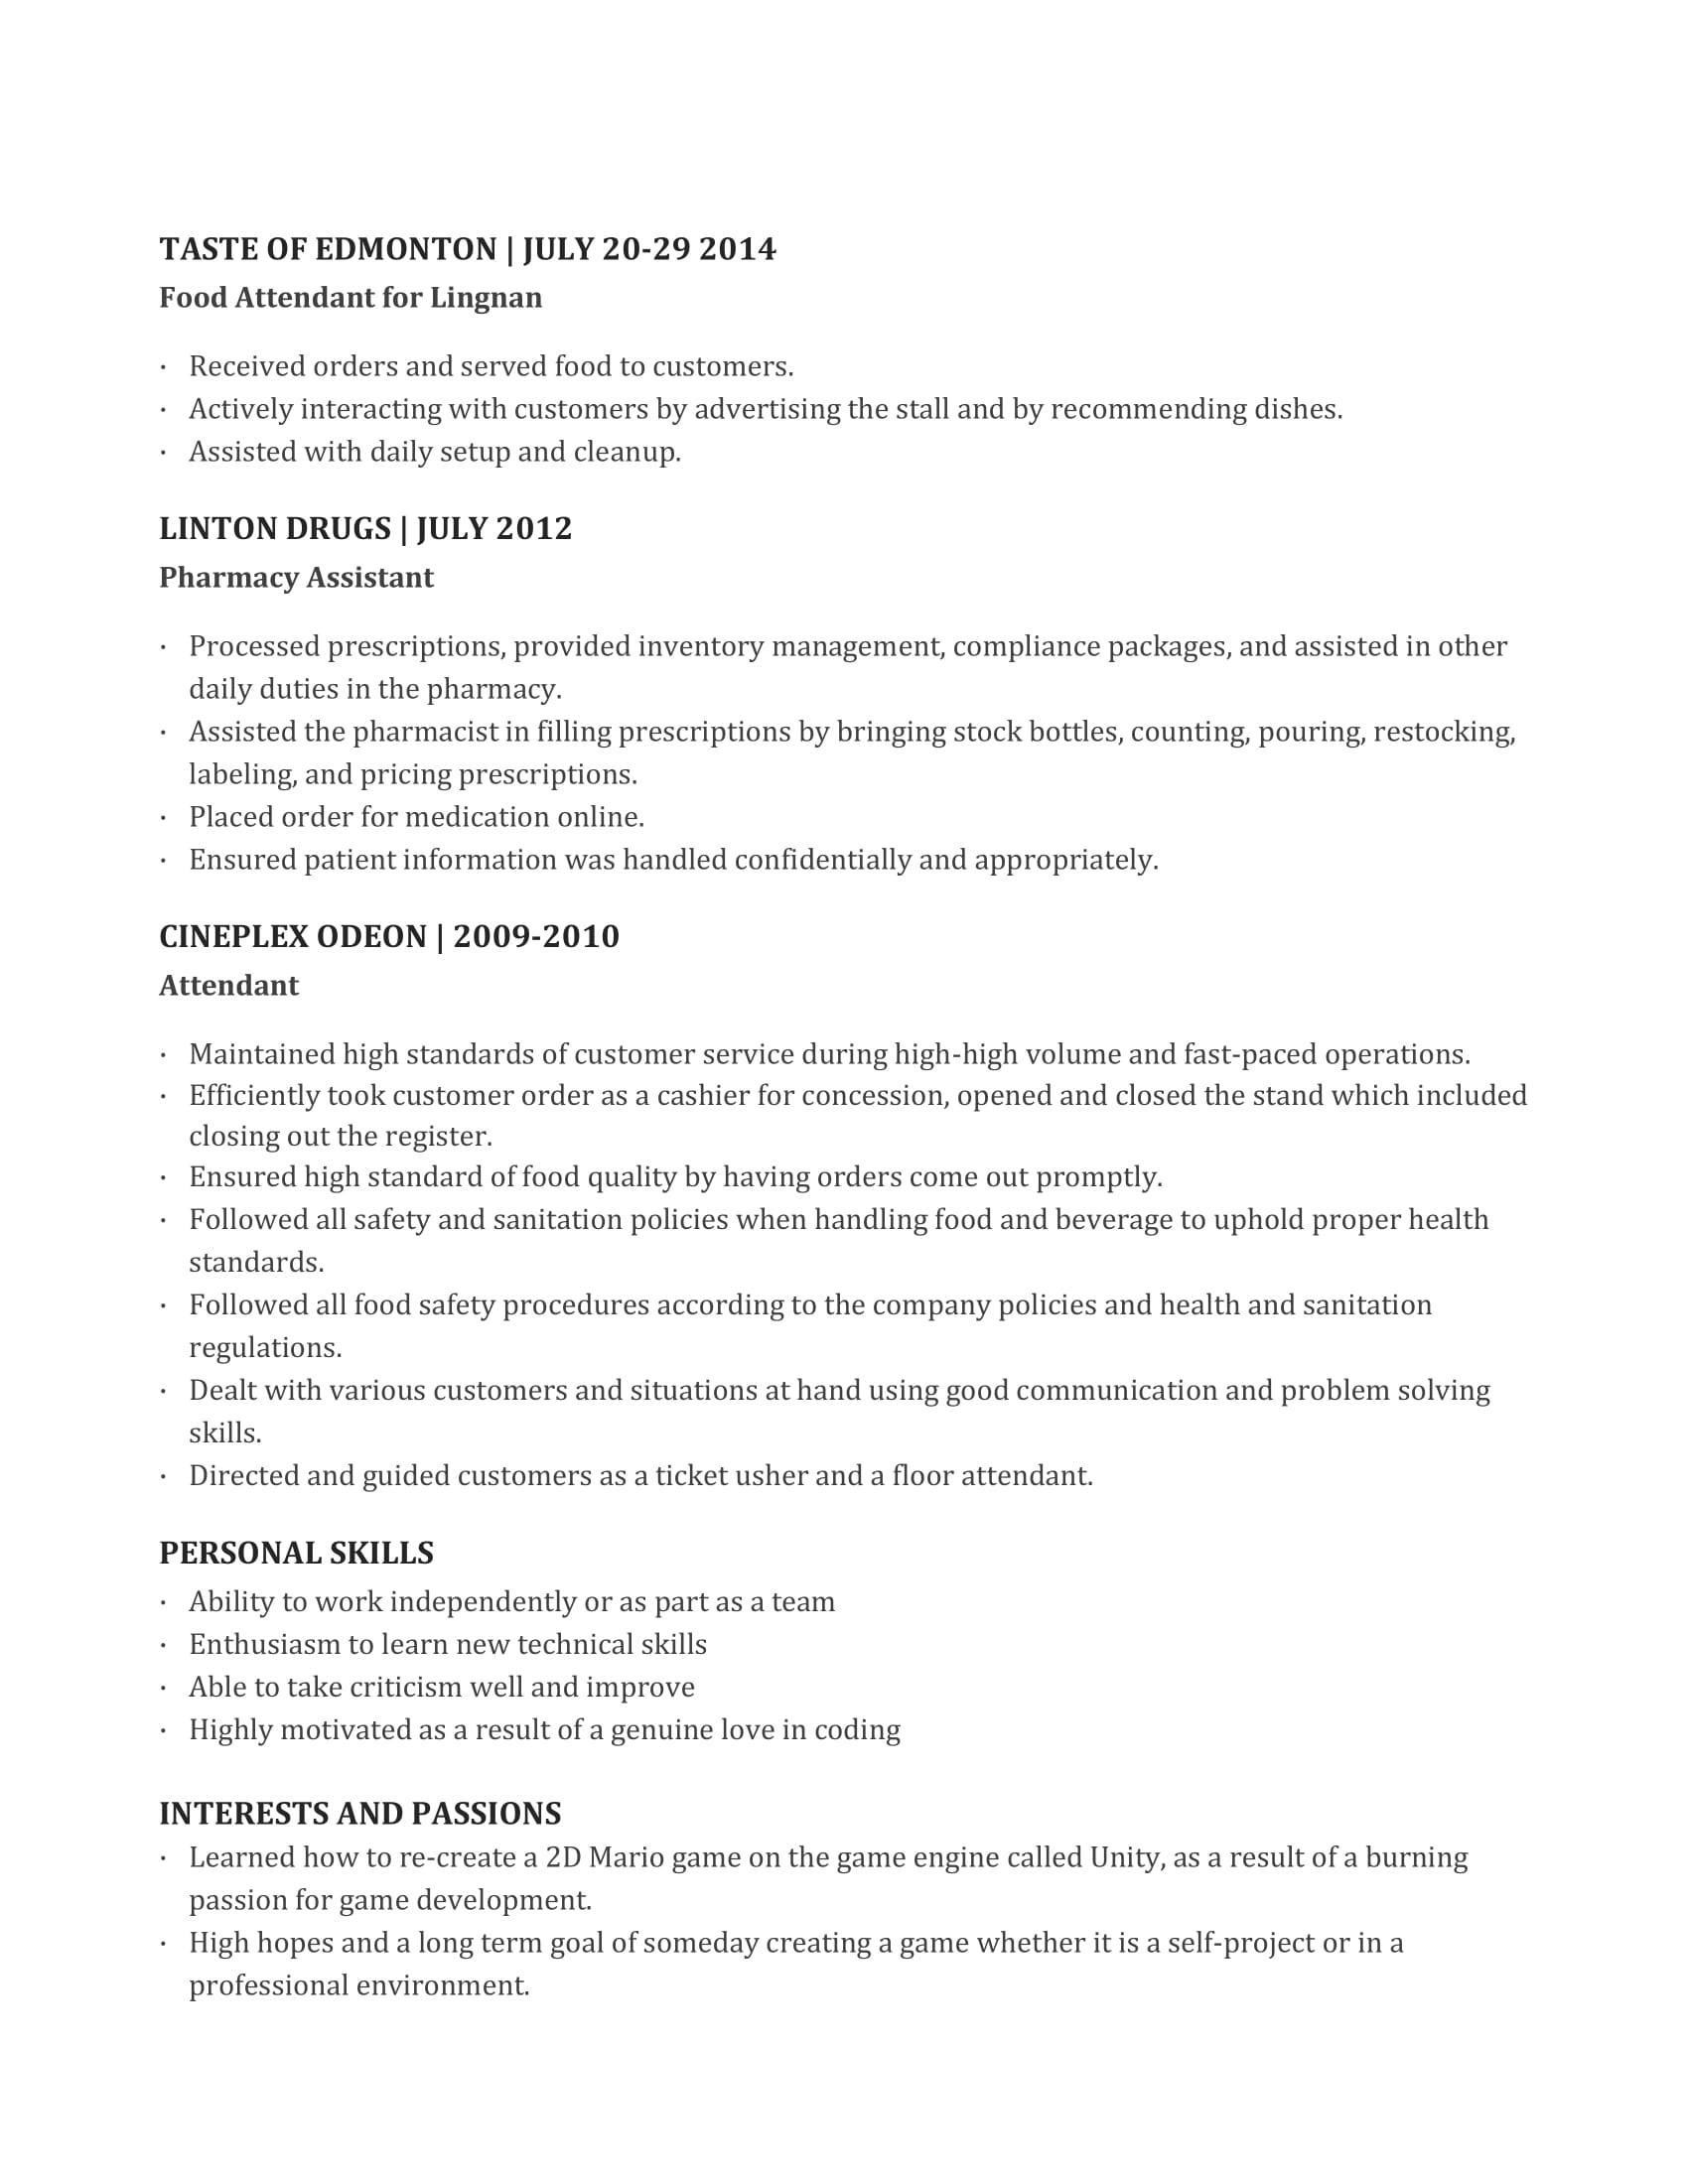 TASTE OF EDMONTON | JULY 20-29 2014
Food Attendant for Lingnan
· Received orders and served food to customers.
· Actively interacting with customers by advertising the stall and by recommending dishes.
· Assisted with daily setup and cleanup.
LINTON DRUGS | JULY 2012
Pharmacy Assistant
· Processed prescriptions, provided inventory management, compliance packages, and assisted in other
daily duties in the pharmacy.
· Assisted the pharmacist in filling prescriptions by bringing stock bottles, counting, pouring, restocking,
labeling, and pricing prescriptions.
· Placed order for medication online.
· Ensured patient information was handled confidentially and appropriately.
CINEPLEX ODEON | 2009-2010
Attendant
· Maintained high standards of customer service during high-high volume and fast-paced operations.
· Efficiently took customer order as a cashier for concession, opened and closed the stand which included
closing out the register.
· Ensured high standard of food quality by having orders come out promptly.
· Followed all safety and sanitation policies when handling food and beverage to uphold proper health
standards.
· Followed all food safety procedures according to the company policies and health and sanitation
regulations.
· Dealt with various customers and situations at hand using good communication and problem solving
skills.
· Directed and guided customers as a ticket usher and a floor attendant.
PERSONAL SKILLS
· Ability to work independently or as part as a team
· Enthusiasm to learn new technical skills
· Able to take criticism well and improve
· Highly motivated as a result of a genuine love in coding
INTERESTS AND PASSIONS
· Learned how to re-create a 2D Mario game on the game engine called Unity, as a result of a burning
passion for game development.
· High hopes and a long term goal of someday creating a game whether it is a self-project or in a
professional environment.